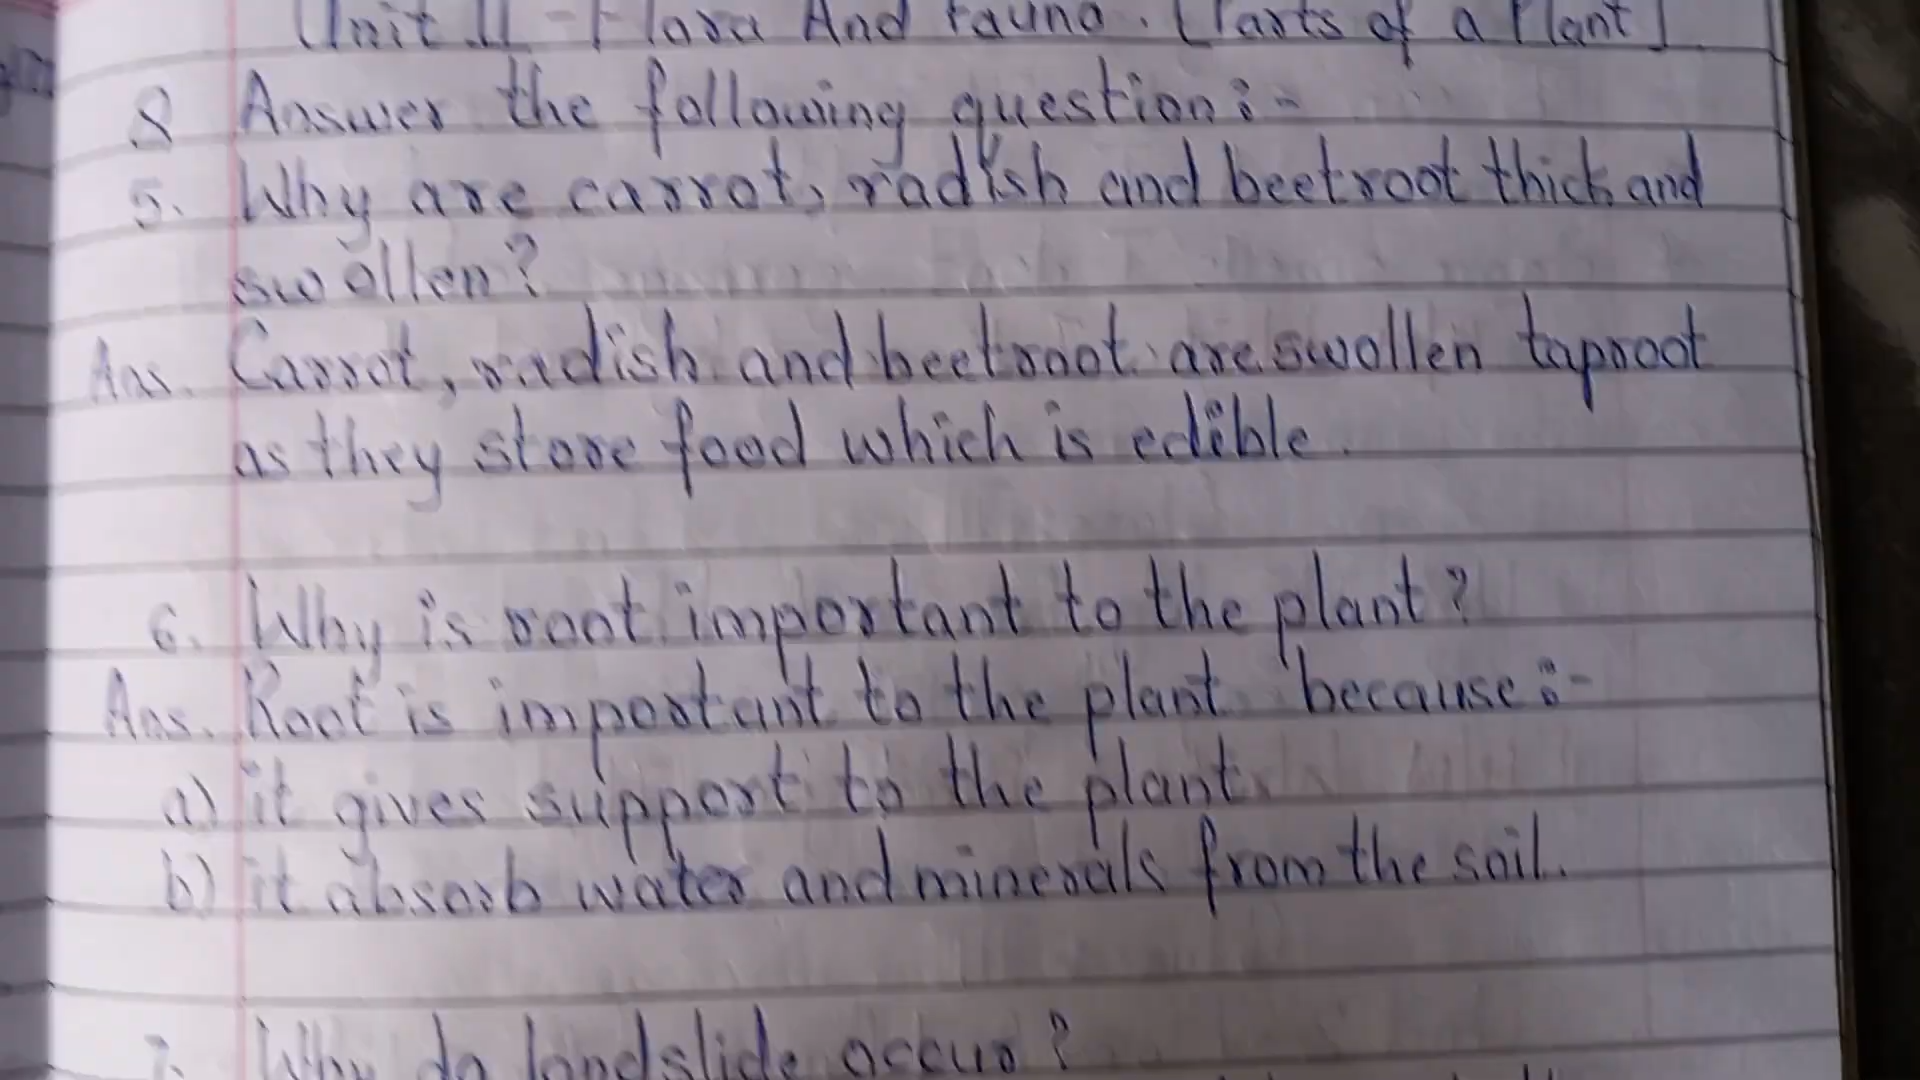 Unit II - Flora And Fauna. [Parts of a Plant]
8 Answer the following question :-
5. Why are carrot, radish and beetroot thick and
swollen?
Ans. Carrot, radish and beetroot are swollen taproot
as they store food which is edible.
6. Why is root important to the plant?
Ans. Root is important to the plant because :-
a) it gives support to the plant.
b) it absorb water and minerals from the soil.
7. Why do landslide occur?